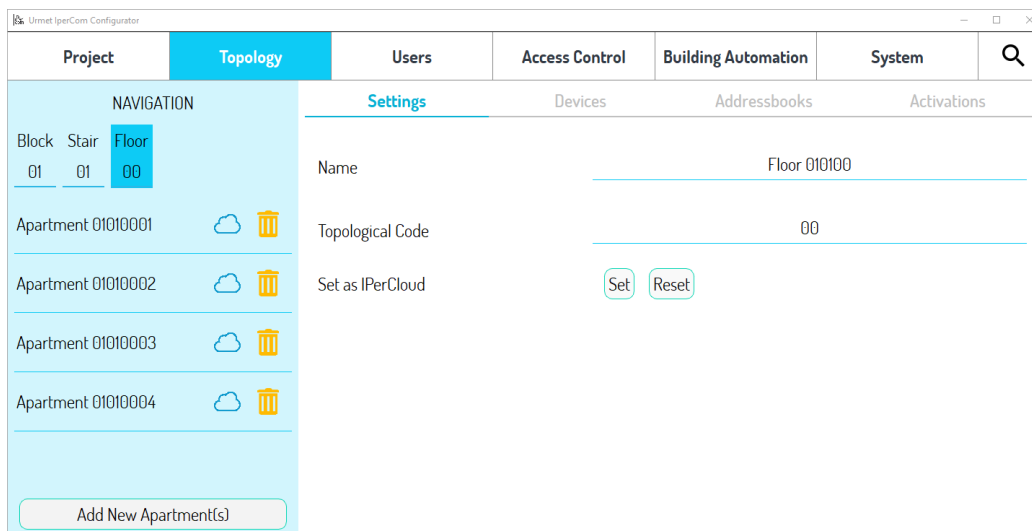 Urmet IperCom Configurator
Project Topology Users Access Control Building Automation System
NAVIGATION
Block Stair Floor
01 01 00
Apartment 01010001
Apartment 01010002
Apartment 01010003
Apartment 01010004
Add New Apartment(s)
Settings Devices Addressbooks Activations
Name Floor 010100
Topological Code 00
Set as IPerCloud Set Reset